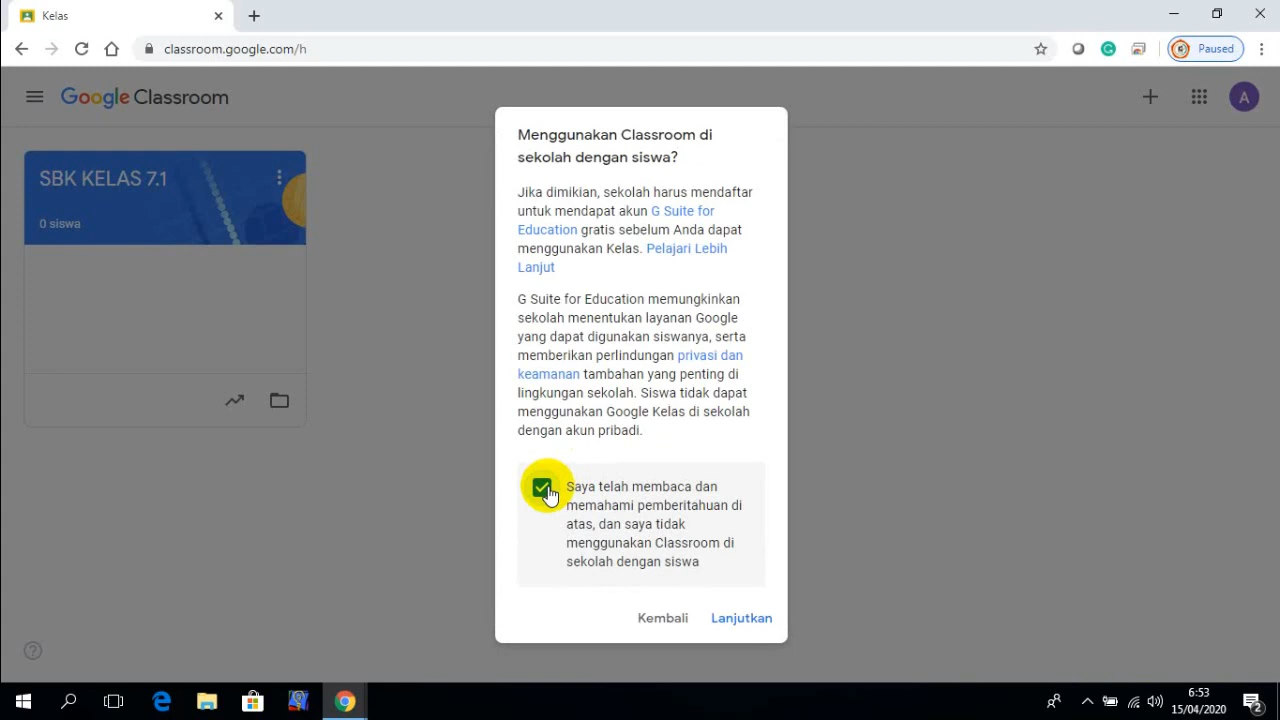 Kelas
classroom.google.com/h
Paused
Google Classroom
A
SBK KELAS 7.1
0 siswa
Menggunakan Classroom di
sekolah dengan siswa?
Jika dimikian, sekolah harus mendaftar
untuk mendapat akun G Suite for
Education gratis sebelum Anda dapat
menggunakan Kelas. Pelajari Lebih
Lanjut
G Suite for Education memungkinkan
sekolah menentukan layanan Google
yang dapat digunakan siswanya, serta
memberikan perlindungan privasi dan
keamanan tambahan yang penting di
lingkungan sekolah. Siswa tidak dapat
menggunakan Google Kelas di sekolah
dengan akun pribadi.
Saya telah membaca dan
memahami pemberitahuan di
atas, dan saya tidak
menggunakan Classroom di
sekolah dengan siswa
Kembali Lanjutkan
6:53
15/04/2020
2